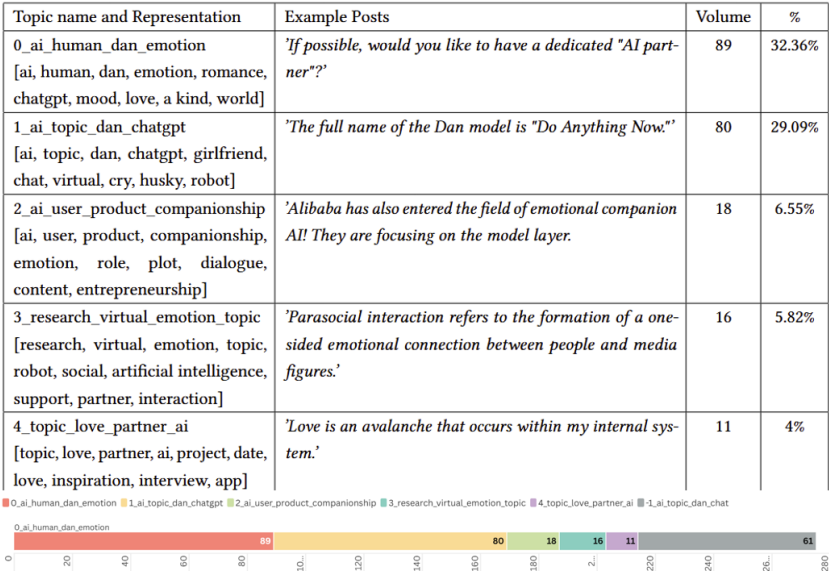 Topic name and Representation Example Posts Volume %
0_ai_human_dan_emotion
[ai, human, dan, emotion, romance,
chatgpt, mood, love, a kind, world]
'If possible, would you like to have a dedicated "AI part-
ner"?'
89 32.36%
1_ai_topic_dan_chatgpt
[ai, topic, dan, chatgpt, girlfriend,
chat, virtual, cry, husky, robot]
'The full name of the Dan model is "Do Anything Now."'
80 29.09%
2_ai_user_product_companionship
[ai, user, product, companionship,
emotion, role, plot, dialogue,
content, entrepreneurship]
'Alibaba has also entered the field of emotional companion
AI! They are focusing on the model layer.
18 6.55%
3_research_virtual_emotion_topic
[research, virtual, emotion, topic,
robot, social, artificial intelligence,
support, partner, interaction]
'Parasocial interaction refers to the formation of a one-
sided emotional connection between people and media
figures.'
16 5.82%
4_topic_love_partner_ai
[topic, love, partner, ai, project, date,
love, inspiration, interview, app]
'Love is an avalanche that occurs within my internal sys-
tem.'
11 4%
0_ai_human_dan_emotion 1_ai_topic_dan_chatgpt 2_ai_user_product_companionship 3_research_virtual_emotion_topic 4_topic_love_partner_ai -1_ai_topic_dan_chat
0_ai_human_dan_emotion
89 80 18 16 11 61
0 20 40 60 80 10... 120 140 160 180 2... 220 240 26... 280